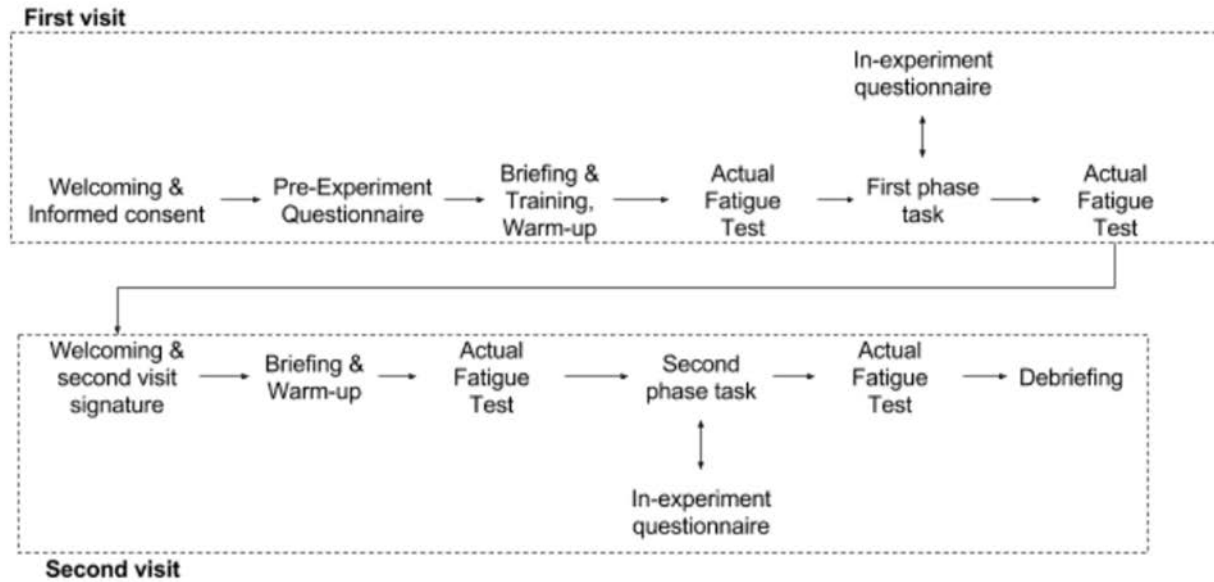 First visit
In-experiment
questionnaire
Welcoming &
Informed consent
Pre-Experiment
Questionnaire
Briefing &
Training,
Warm-up
Actual
Fatigue
Test
First phase
task
Actual
Fatigue
Test
Welcoming &
second visit
signature
Briefing &
Warm-up
Actual
Fatigue
Test
Second
phase task
Actual
Fatigue
Test
Debriefing
In-experiment
questionnaire
Second visit